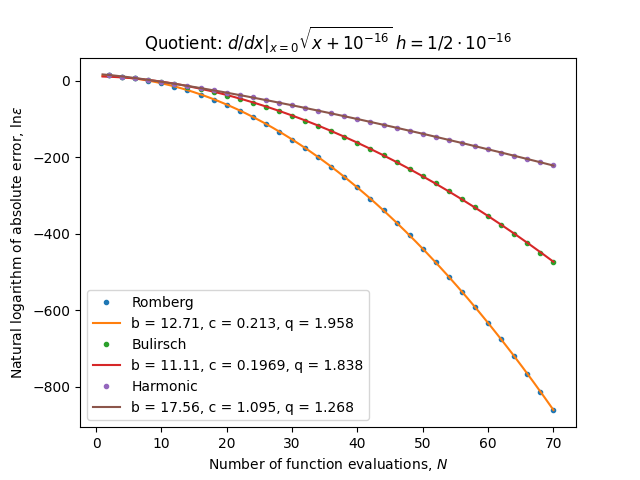 Quotient: d/dx|ₓ₌₀√(x + 10⁻¹⁶) h = 1/2 · 10⁻¹⁶
Natural logarithm of absolute error, lnε
0
−200
−400
−600
−800
Romberg
b = 12.71, c = 0.213, q = 1.958
Bulirsch
b = 11.11, c = 0.1969, q = 1.838
Harmonic
b = 17.56, c = 1.095, q = 1.268
0 10 20 30 40 50 60 70
Number of function evaluations, N